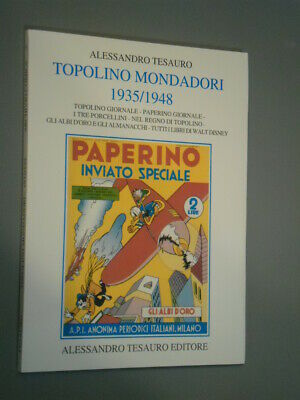 ALESSANDRO TESAURO
TOPOLINO MONDADORI
1935/1948
TOPOLINO GIORNALE - PAPERINO GIORNALE -
I TRE PORCELLINI - NEL REGNO DI TOPOLINO -
GLI ALBI D'ORO E GLI ALMANACCHI - TUTTI I LIBRI DI WALT DISNEY
PAPERINO
INVIATO SPECIALE
2
LIRE
GLI ALBI D'ORO
A.P.I. ANONIMA PERIODICI ITALIANI. MILANO
ALESSANDRO TESAURO EDITORE